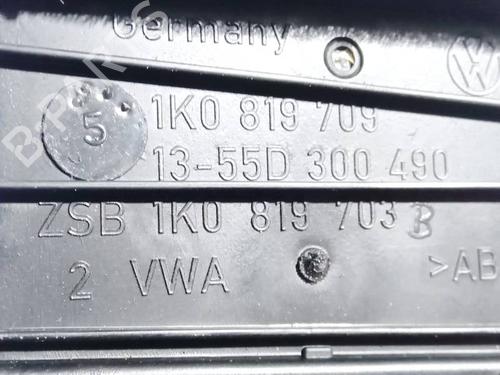 Germany
5
1K0 819 709
13-55D 300 490
ZSB 1K0 819 703 B
2 VWA >AB